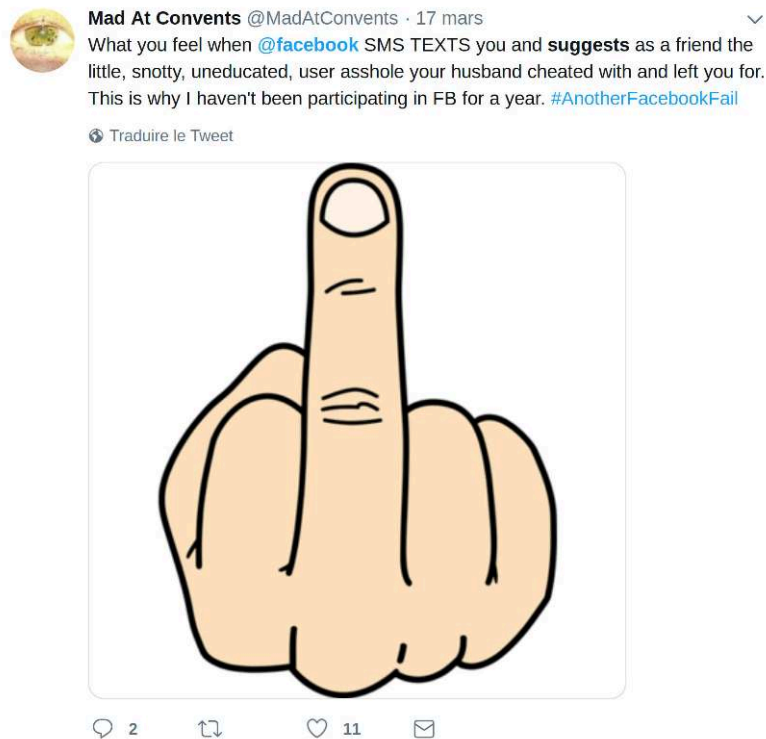 Mad At Convents @MadAtConvents · 17 mars
What you feel when @facebook SMS TEXTS you and suggests as a friend the
little, snotty, uneducated, user asshole your husband cheated with and left you for.
This is why I haven't been participating in FB for a year. #AnotherFacebookFail
Traduire le Tweet
2 11